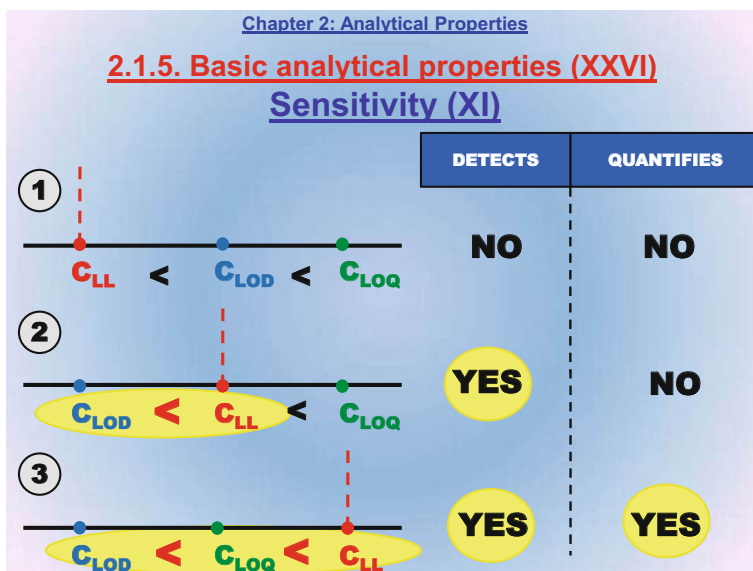 Chapter 2: Analytical Properties
2.1.5. Basic analytical properties (XXVI)
Sensitivity (XI)
DETECTS QUANTIFIES
1
CLL < CLOD < CLOQ NO NO
2
CLOD < CLL < CLOQ YES NO
3
CLOD < CLOQ < CLL YES YES